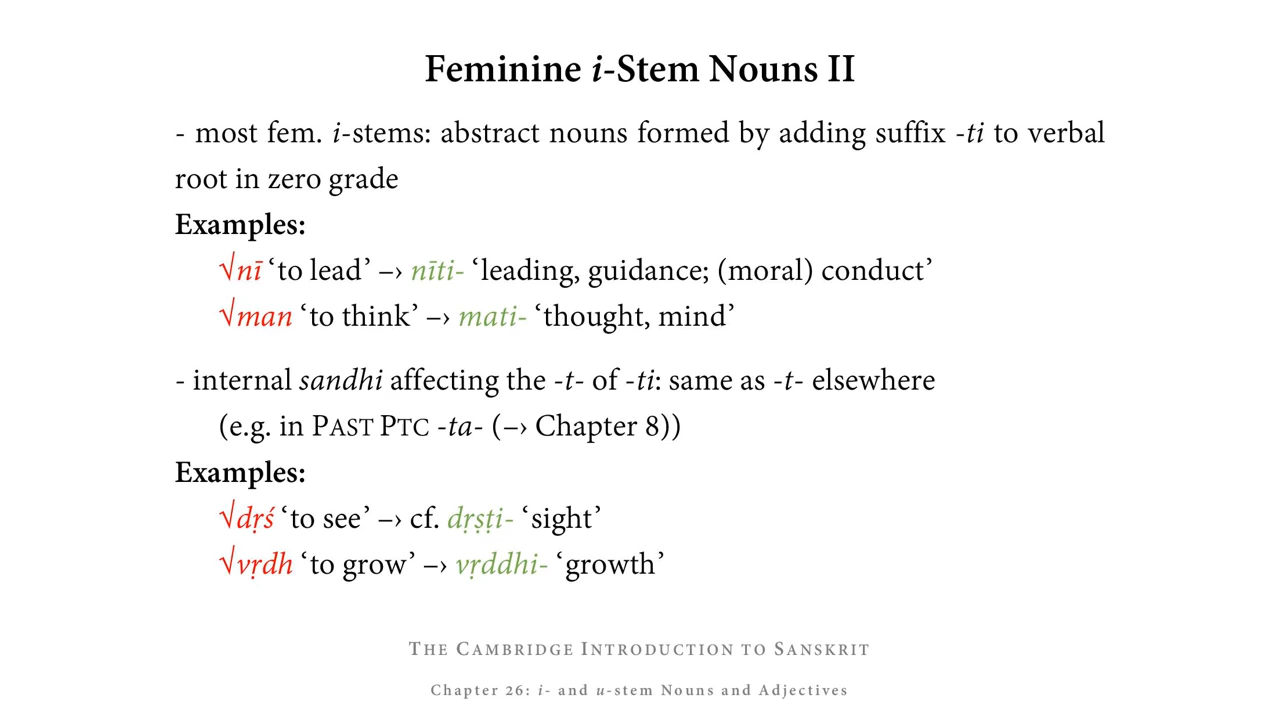 Feminine i-Stem Nouns II
- most fem. i-stems: abstract nouns formed by adding suffix -ti to verbal
root in zero grade
Examples:
√nī ‘to lead’ –› nīti- ‘leading, guidance; (moral) conduct’
√man ‘to think’ –› mati- ‘thought, mind’
- internal sandhi affecting the -t- of -ti: same as -t- elsewhere
(e.g. in PAST PTC -ta- (–› Chapter 8))
Examples:
√dṛś ‘to see’ –› cf. dṛṣṭi- ‘sight’
√vṛdh ‘to grow’ –› vṛddhi- ‘growth’
THE CAMBRIDGE INTRODUCTION TO SANSKRIT
Chapter 26: i- and u-stem Nouns and Adjectives